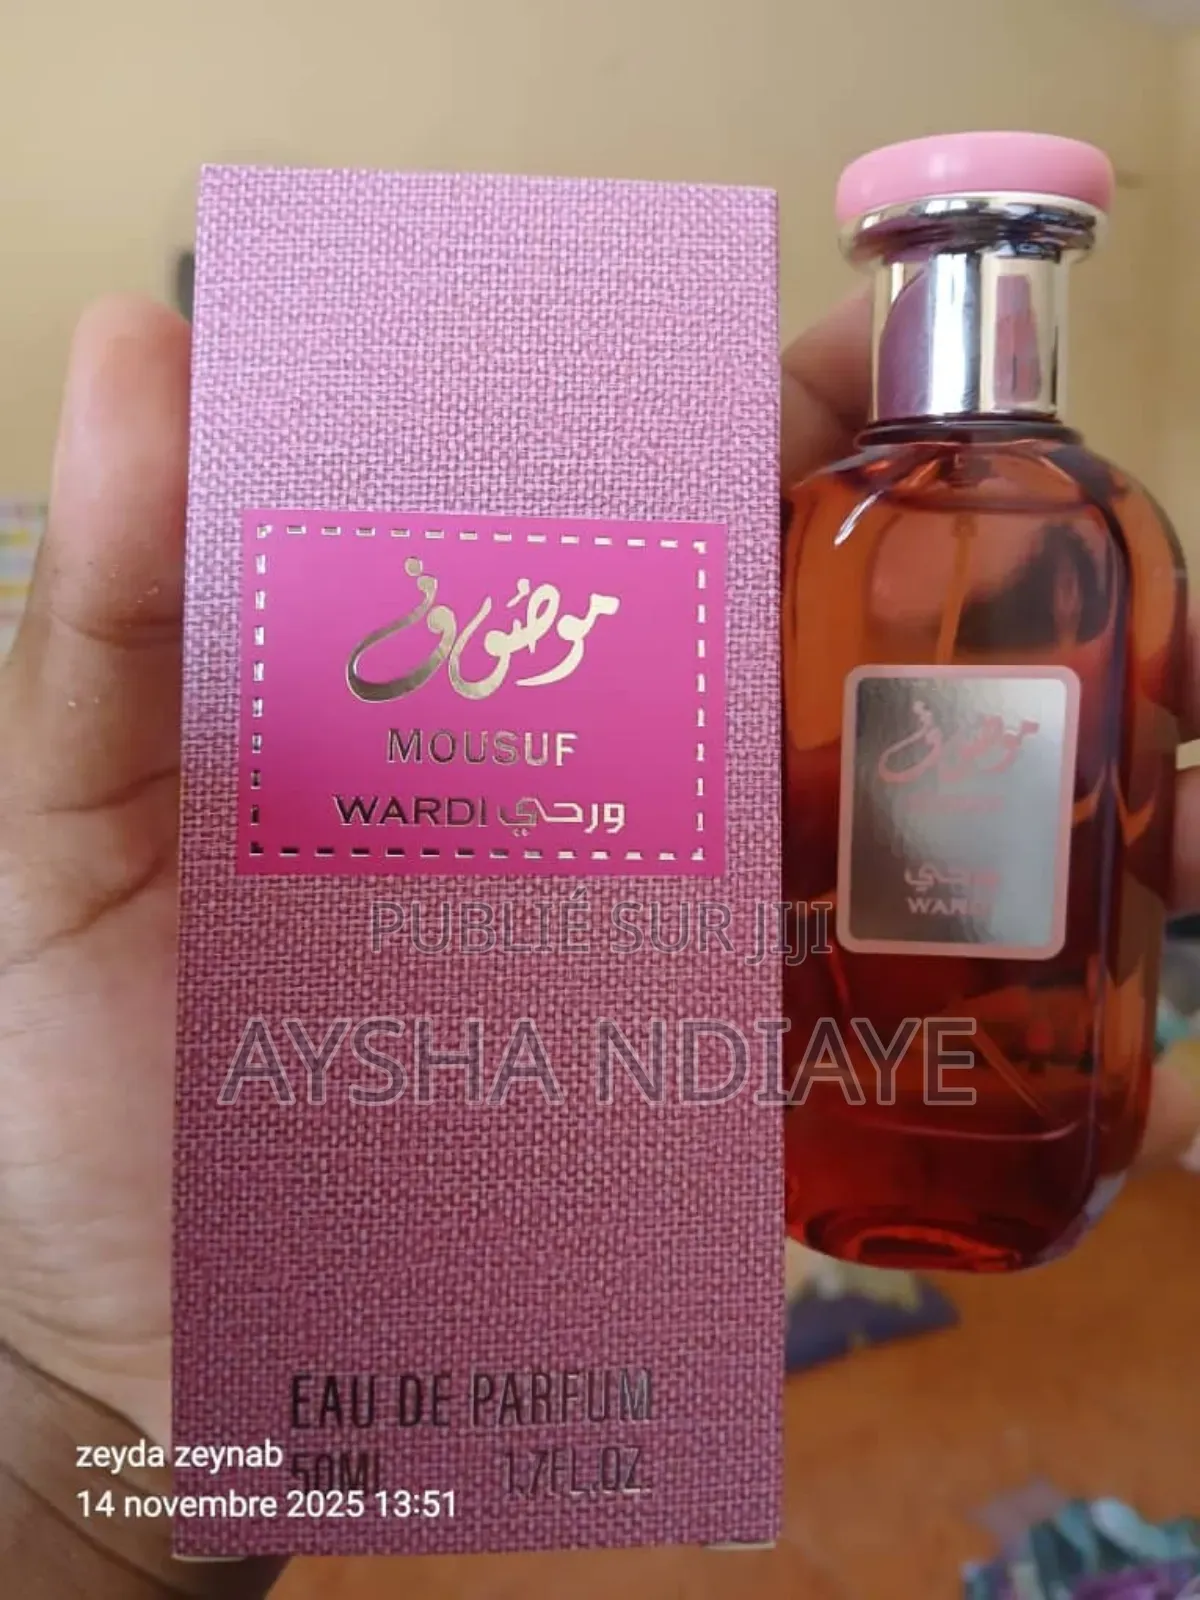 موصوف
MOUSUF
WARDI ورحي
موصوف
ورحي
WARDI
PUBLIÉ SUR JIJI
AYSHA NDIAYE
EAU DE PARFUM
50ML 1.7FL.OZ.
zeyda zeynab
14 novembre 2025 13:51